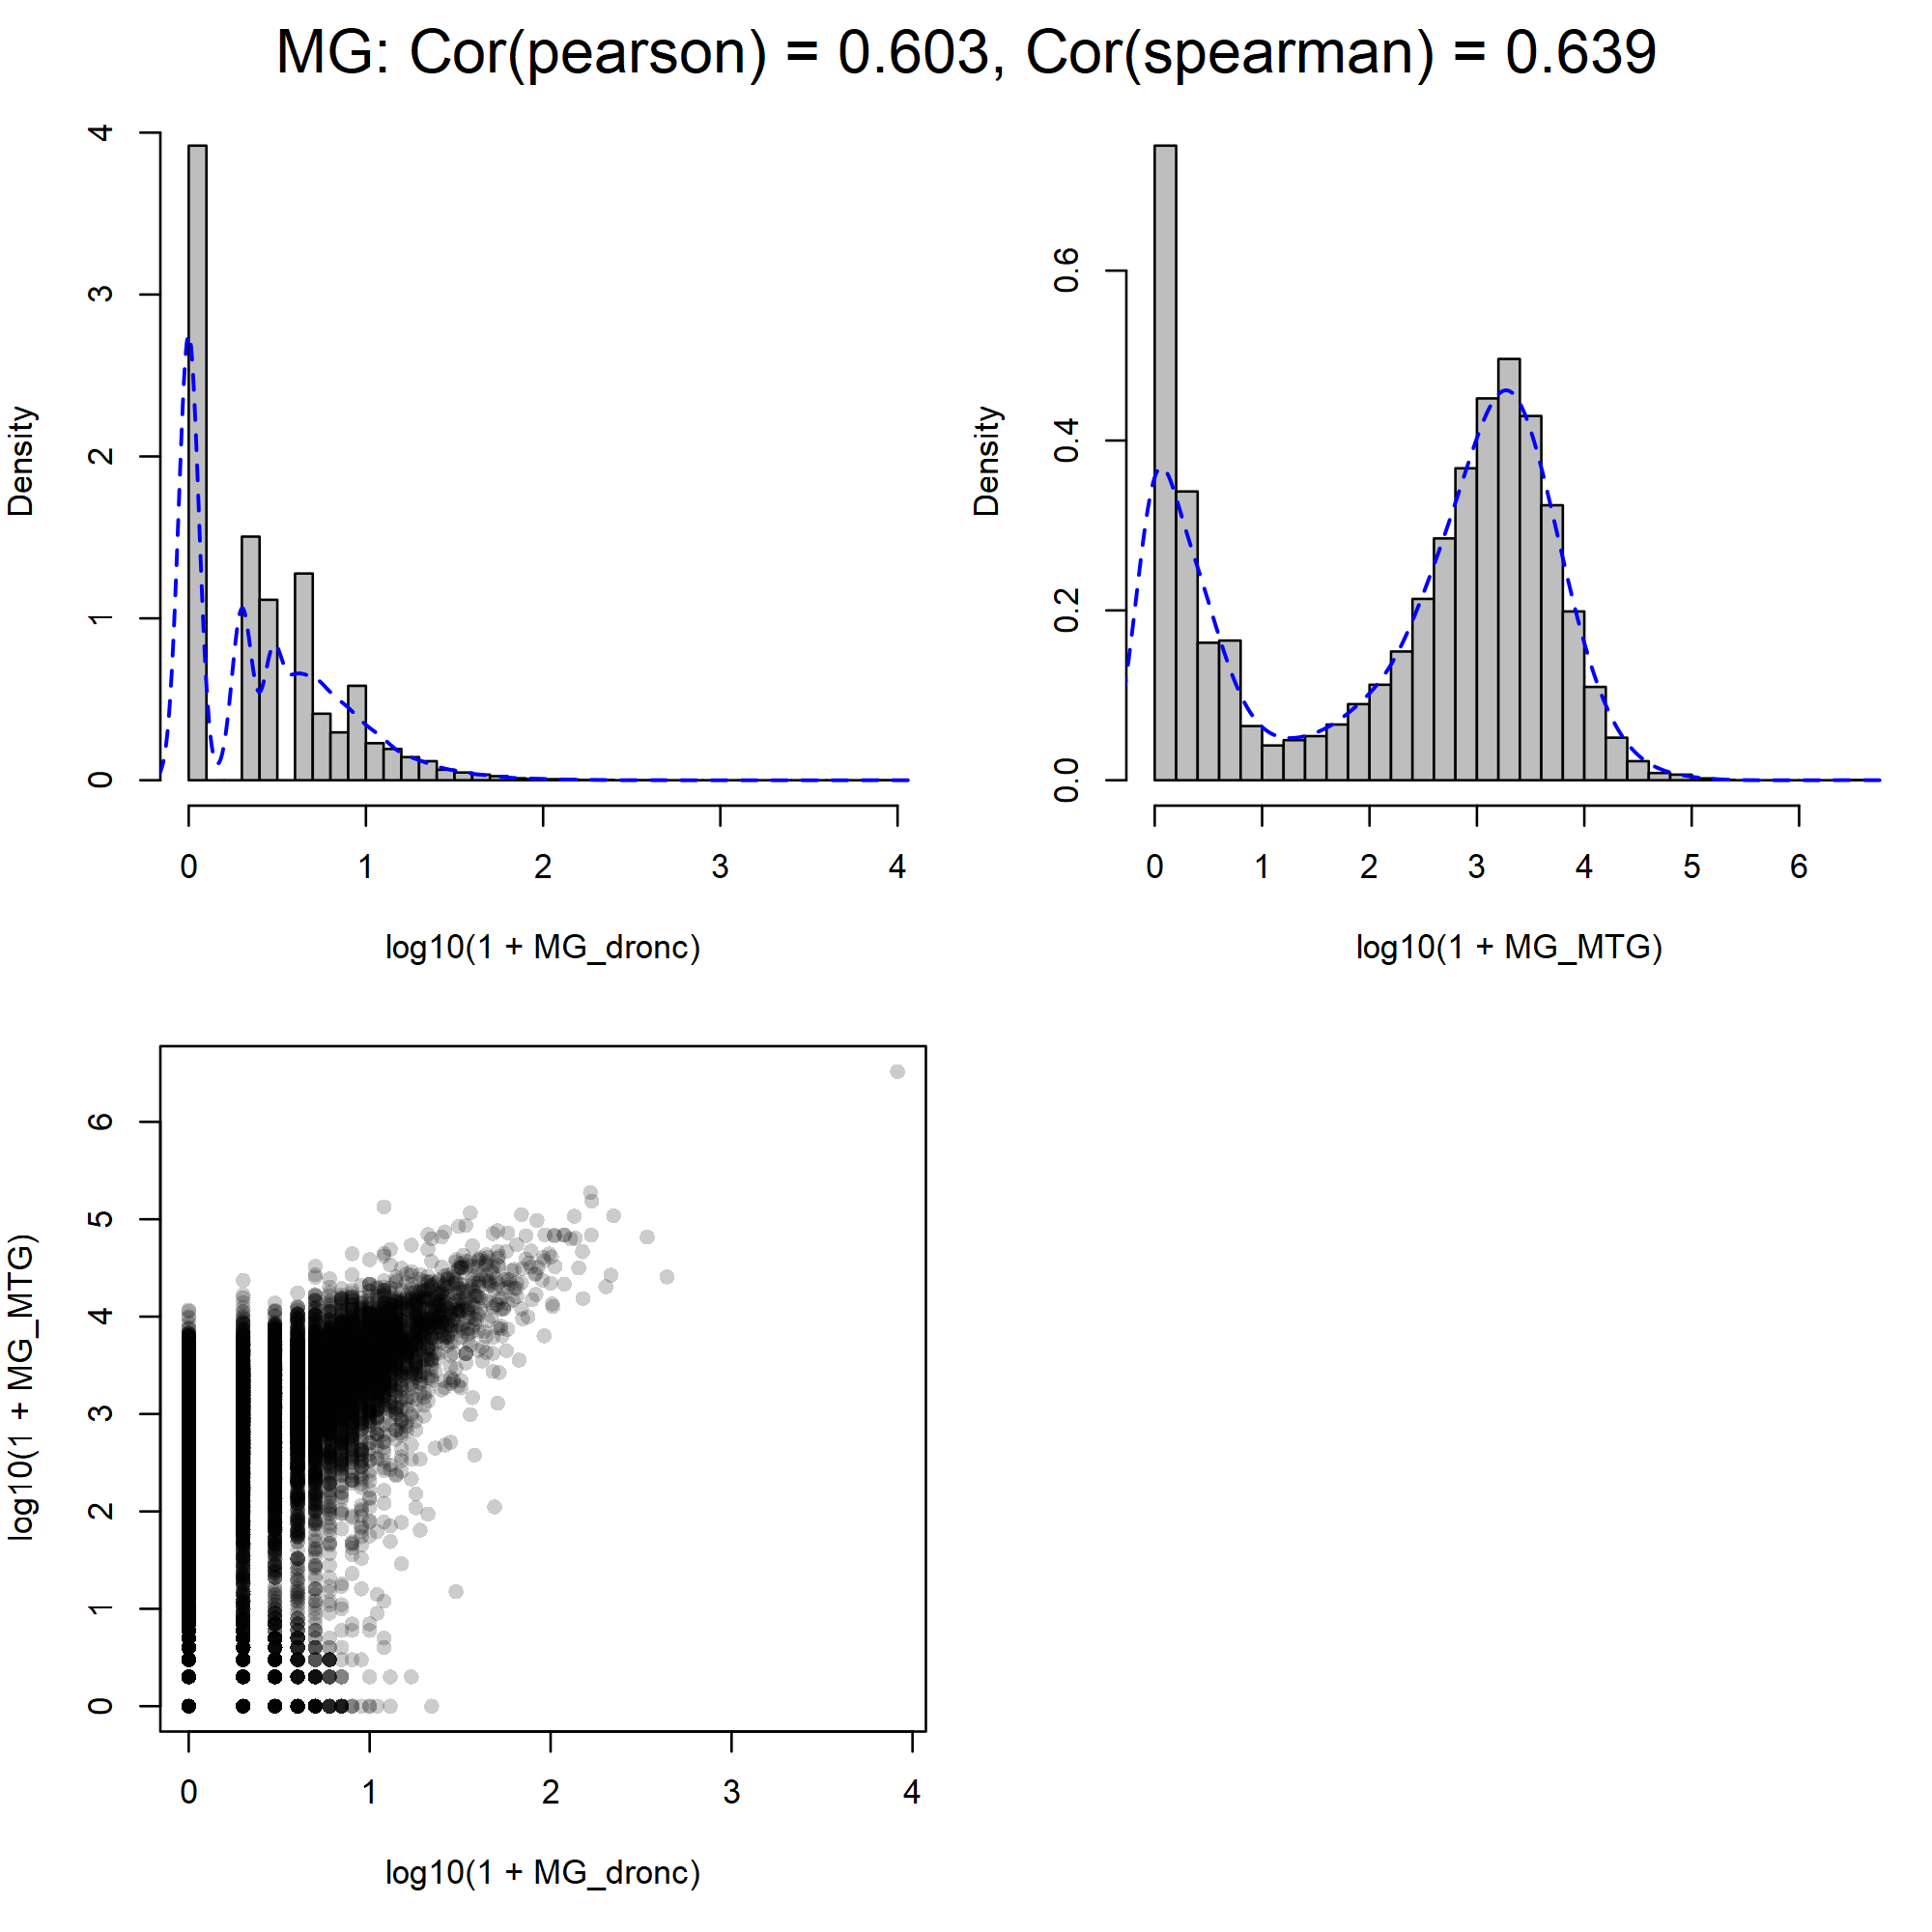 MG: Cor(pearson) = 0.603, Cor(spearman) = 0.639
Density
4
3
2
1
0
0 1 2 3 4
log10(1 + MG_dronc)
Density
0.6
0.4
0.2
0.0
0 1 2 3 4 5 6
log10(1 + MG_MTG)
log10(1 + MG_MTG)
6
5
4
3
2
1
0
0 1 2 3 4
log10(1 + MG_dronc)